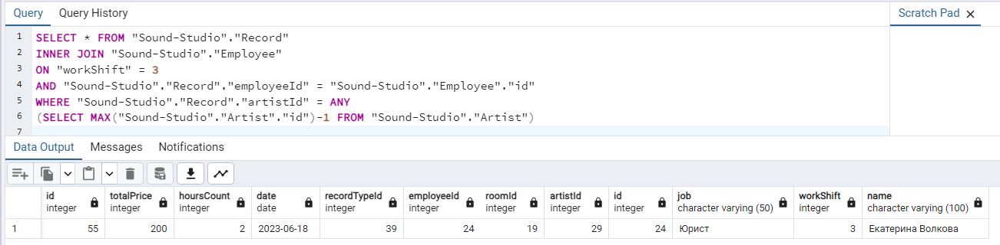 Query Query History Scratch Pad
1 SELECT * FROM "Sound-Studio"."Record"
2 INNER JOIN "Sound-Studio"."Employee"
3 ON "workShift" = 3
4 AND "Sound-Studio"."Record"."employeeId" = "Sound-Studio"."Employee"."id"
5 WHERE "Sound-Studio"."Record"."artistId" = ANY
6 (SELECT MAX("Sound-Studio"."Artist"."id")-1 FROM "Sound-Studio"."Artist")
7
Data Output Messages Notifications
id totalPrice hoursCount date recordTypeId employeeId roomId artistId id job workShift name
integer integer integer date integer integer integer integer integer character varying (50) integer character varying (100)
1 55 200 2 2023-06-18 39 24 19 29 24 Юрист 3 Екатерина Волкова